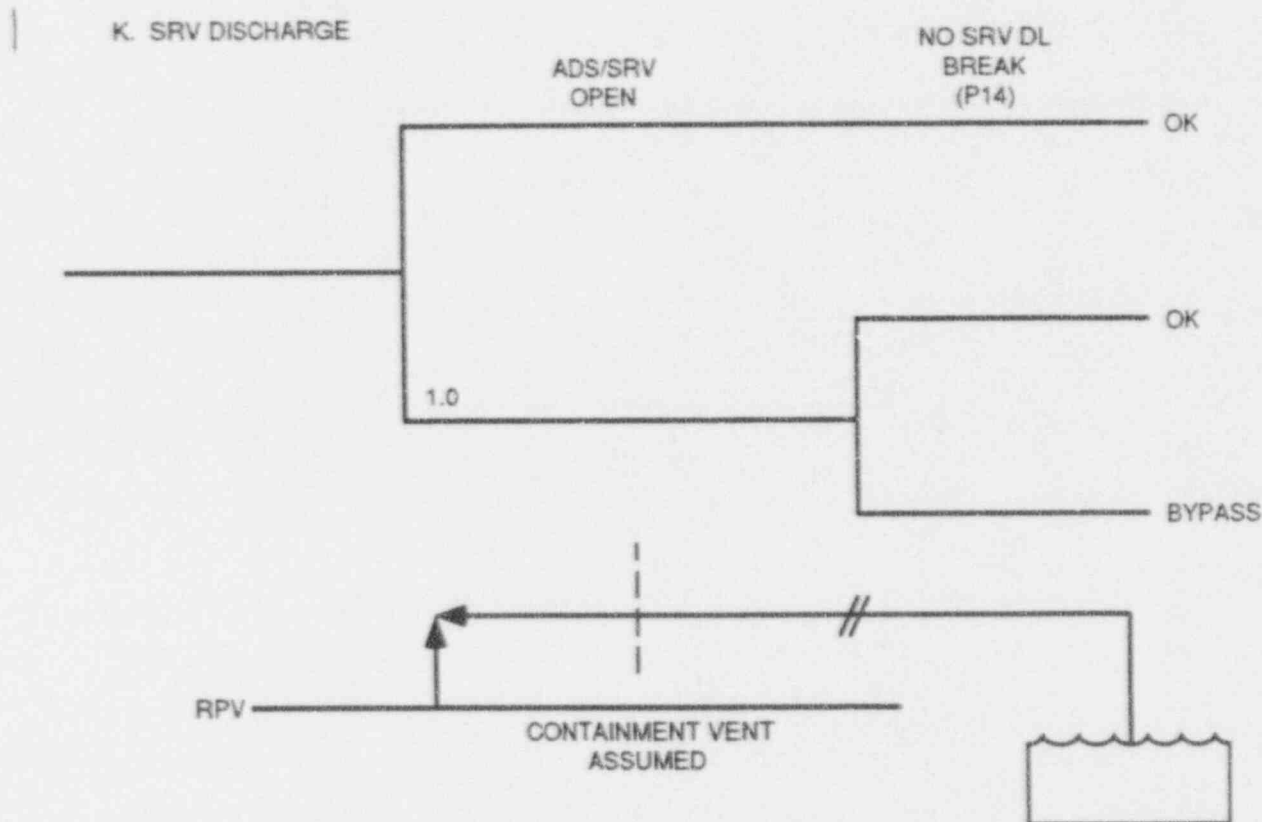 K. SRV DISCHARGE
ADS/SRV
OPEN
NO SRV DL
BREAK
(P14)
OK
OK
1.0
BYPASS
RPV
CONTAINMENT VENT
ASSUMED